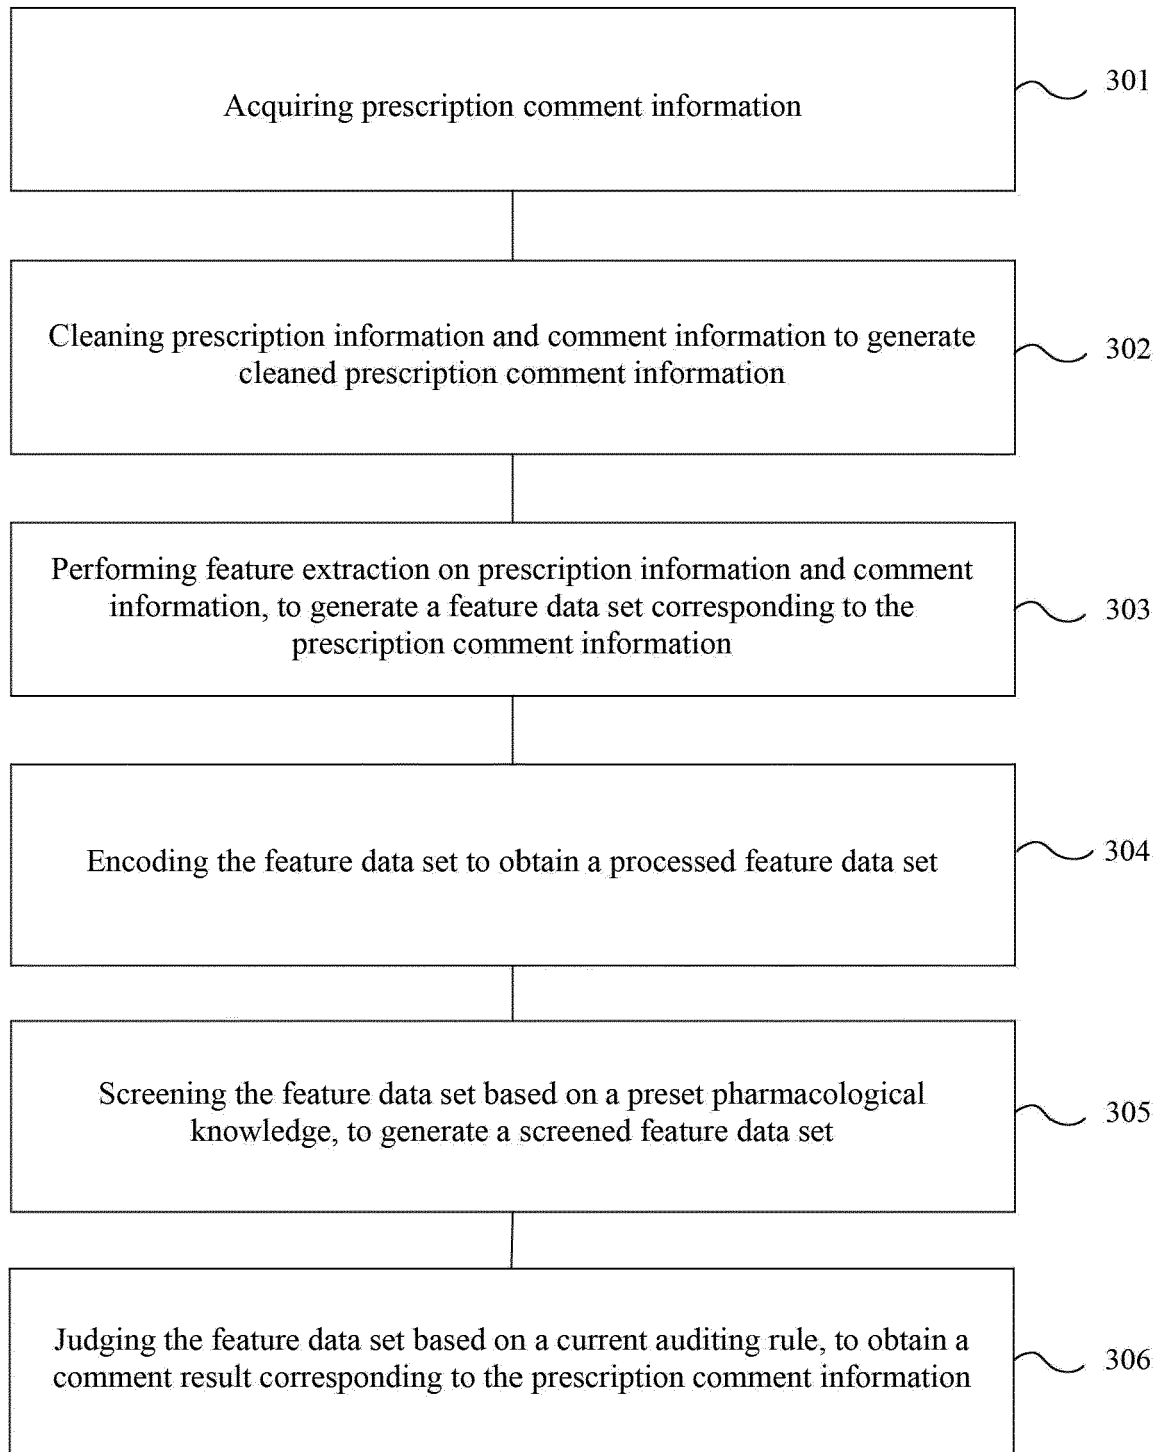 Acquiring prescription comment information
301
Cleaning prescription information and comment information to generate
cleaned prescription comment information
302
Performing feature extraction on prescription information and comment
information, to generate a feature data set corresponding to the
prescription comment information
303
Encoding the feature data set to obtain a processed feature data set
304
Screening the feature data set based on a preset pharmacological
knowledge, to generate a screened feature data set
305
Judging the feature data set based on a current auditing rule, to obtain a
comment result corresponding to the prescription comment information
306